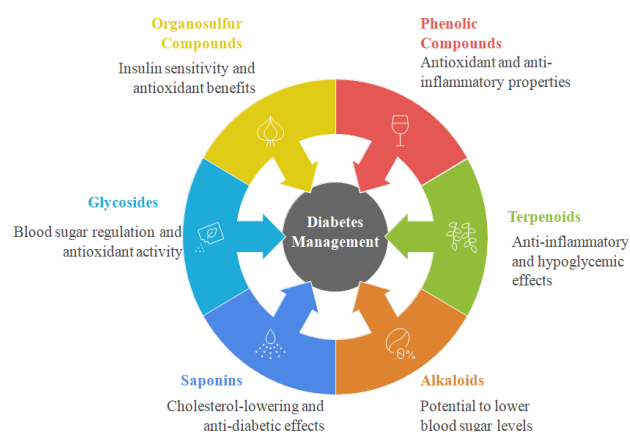 Organosulfur
Compounds
Insulin sensitivity and
antioxidant benefits
Phenolic
Compounds
Antioxidant and anti-
inflammatory properties
Glycosides
Blood sugar regulation and
antioxidant activity
Diabetes
Management
Terpenoids
Anti-inflammatory
and hypoglycemic
effects
Saponins
Cholesterol-lowering and
anti-diabetic effects
0%
Alkaloids
Potential to lower
blood sugar levels